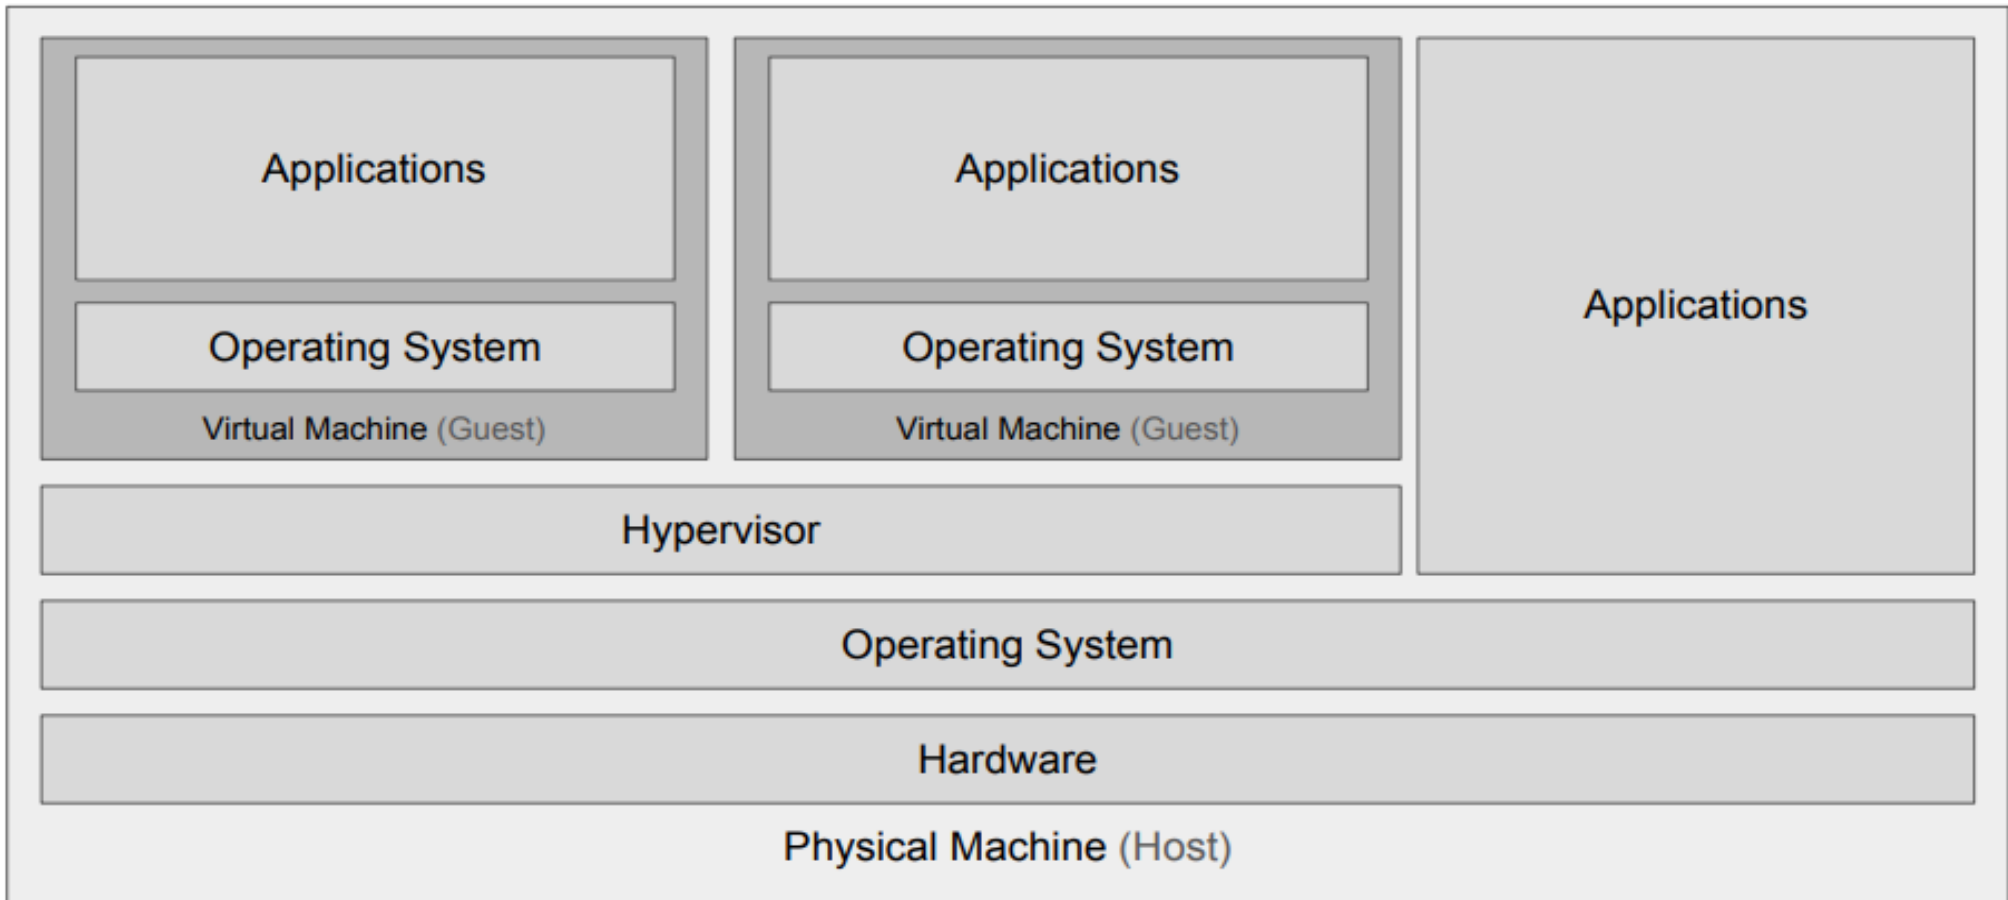 Applications
Operating System
Virtual Machine (Guest)
Applications
Operating System
Virtual Machine (Guest)
Applications
Hypervisor
Operating System
Hardware
Physical Machine (Host)